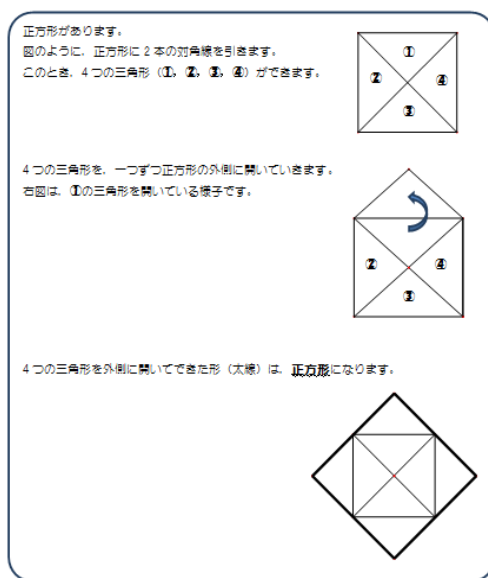 正方形があります。
図のように、正方形に2本の対角線を引きます。
このとき、4つの三角形（①，②，③，④）ができます。
①
②
④
③
4つの三角形を、一つずつ正方形の外側に開いていきます。
右図は、①の三角形を開いている様子です。
②
④
③
4つの三角形を外側に開いてできた形（太線）は、正方形になります。